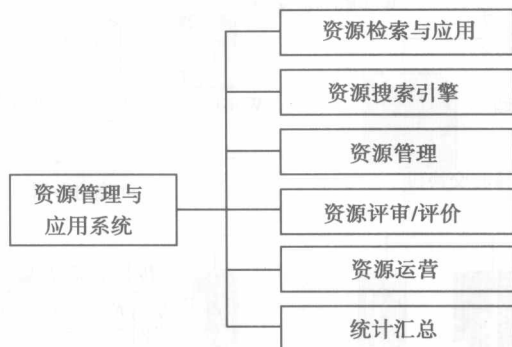 资源检索与应用
资源搜索引擎
资源管理
资源管理与
应用系统
资源评审/评价
资源运营
统计汇总